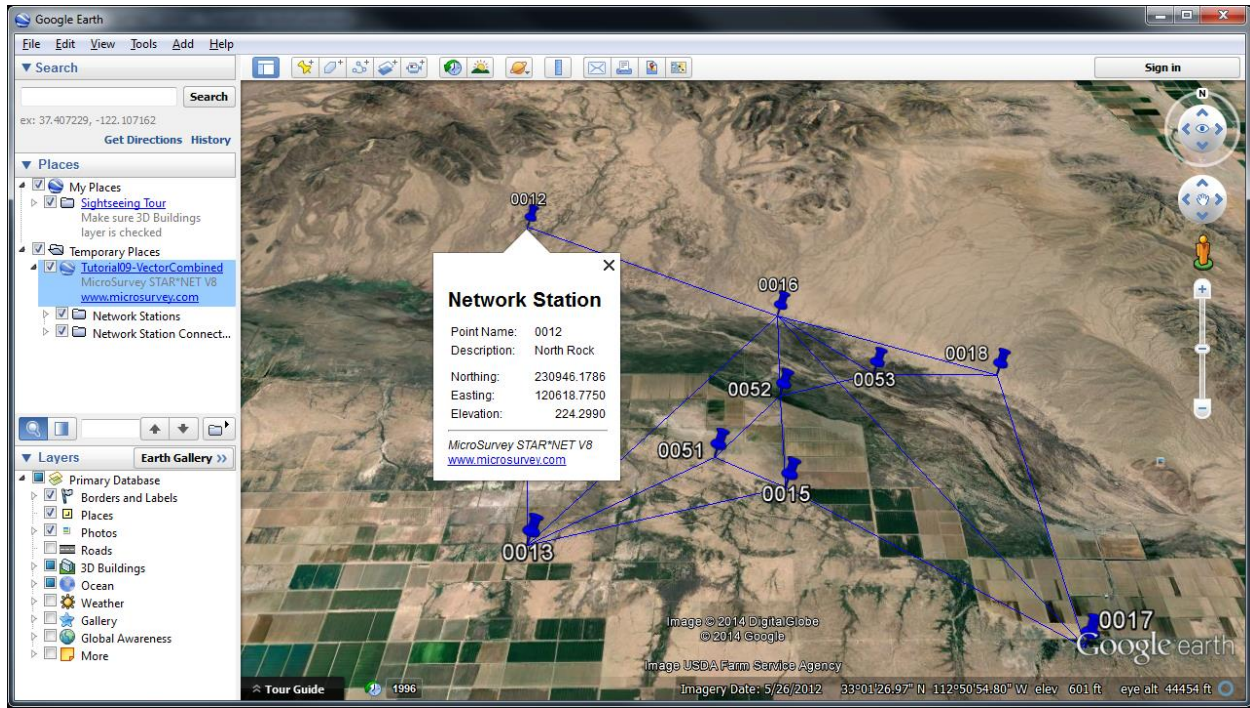 Google Earth
File Edit View Tools Add Help
▼ Search
Search
ex: 37.407229, -122.107162
Get Directions History
▼ Places
My Places
Sightseeing Tour
Make sure 3D Buildings
layer is checked
Temporary Places
Tutorial09-VectorCombined
MicroSurvey STAR*NET V8
www.microsurvey.com
Network Stations
Network Station Connect...
▼ Layers
Earth Gallery »
Primary Database
Borders and Labels
Places
Photos
Roads
3D Buildings
Ocean
Weather
Gallery
Global Awareness
More
Sign in
N
0012
Network Station
Point Name: 0012
Description: North Rock
Northing: 230946.1786
Easting: 120618.7750
Elevation: 224.2990
MicroSurvey STAR*NET V8
www.microsurvey.com
0016
0018
0053
0052
0051
0015
0013
0017
Image © 2014 DigitalGlobe
© 2014 Google
Image USDA Farm Service Agency
Google earth
Tour Guide
1996
Imagery Date: 5/26/2012 33°01'26.97" N 112°50'54.80" W elev 601 ft eye alt 44454 ft